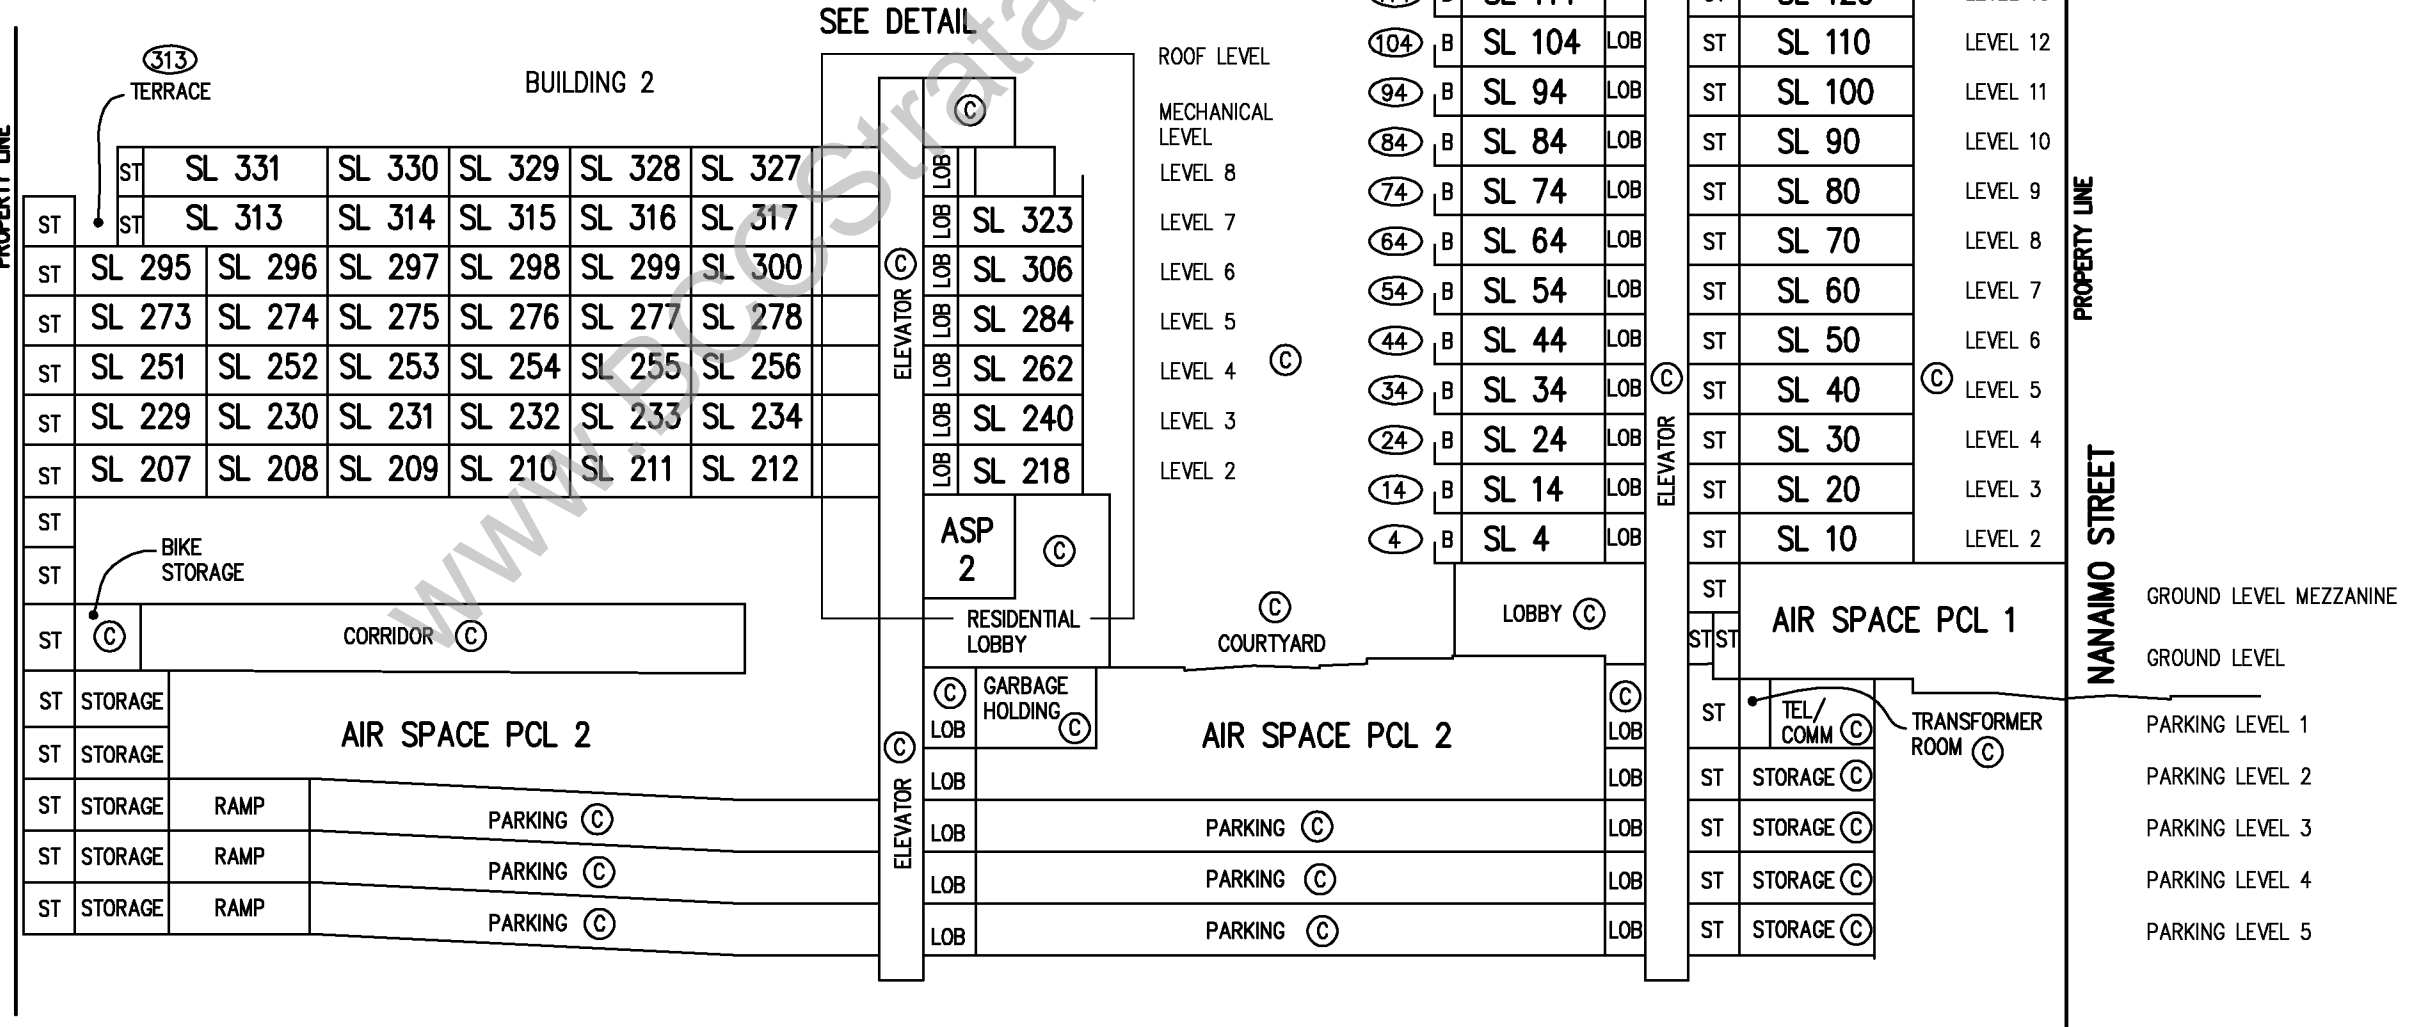 SEE DETAIL
313
TERRACE
BUILDING 2
PROPERTY LINE
www.BCCStrata
ROOF LEVEL
MECHANICAL
LEVEL
C
ST SL 331 SL 330 SL 329 SL 328 SL 327 LOB LEVEL 8
ST ST SL 313 SL 314 SL 315 SL 316 SL 317 LOB SL 323 LEVEL 7
ST SL 295 SL 296 SL 297 SL 298 SL 299 SL 300 C LOB SL 306 LEVEL 6
ST SL 273 SL 274 SL 275 SL 276 SL 277 SL 278 LOB SL 284 LEVEL 5
ELEVATOR
ST SL 251 SL 252 SL 253 SL 254 SL 255 SL 256 LOB SL 262 LEVEL 4 C
ST SL 229 SL 230 SL 231 SL 232 SL 233 SL 234 LOB SL 240 LEVEL 3
ST SL 207 SL 208 SL 209 SL 210 SL 211 SL 212 LOB SL 218 LEVEL 2
ST
ST
BIKE
STORAGE
ASP
2
C
ST C CORRIDOR C
RESIDENTIAL
LOBBY
C
COURTYARD
104 B SL 104 LOB ST SL 110 LEVEL 12
94 B SL 94 LOB ST SL 100 LEVEL 11
84 B SL 84 LOB ST SL 90 LEVEL 10
74 B SL 74 LOB ST SL 80 LEVEL 9
64 B SL 64 LOB ST SL 70 LEVEL 8
54 B SL 54 LOB ST SL 60 LEVEL 7
44 B SL 44 LOB ST SL 50 LEVEL 6
34 B SL 34 LOB C ST SL 40 C LEVEL 5
24 B SL 24 LOB ST SL 30 LEVEL 4
ELEVATOR
14 B SL 14 LOB ST SL 20 LEVEL 3
4 B SL 4 LOB ST SL 10 LEVEL 2
PROPERTY LINE
NANAIMO STREET
LOBBY C
ST
ST ST
AIR SPACE PCL 1
GROUND LEVEL MEZZANINE
GROUND LEVEL
ST STORAGE
ST STORAGE
AIR SPACE PCL 2
C
ELEVATOR
C
LOB
GARBAGE
HOLDING
C
AIR SPACE PCL 2
C
LOB
ST
TEL/
COMM C
TRANSFORMER
ROOM C
PARKING LEVEL 1
LOB LOB ST STORAGE C PARKING LEVEL 2
ST STORAGE RAMP PARKING C LOB PARKING C LOB ST STORAGE C PARKING LEVEL 3
ST STORAGE RAMP PARKING C LOB PARKING C LOB ST STORAGE C PARKING LEVEL 4
ST STORAGE RAMP PARKING C LOB PARKING C LOB ST STORAGE C PARKING LEVEL 5